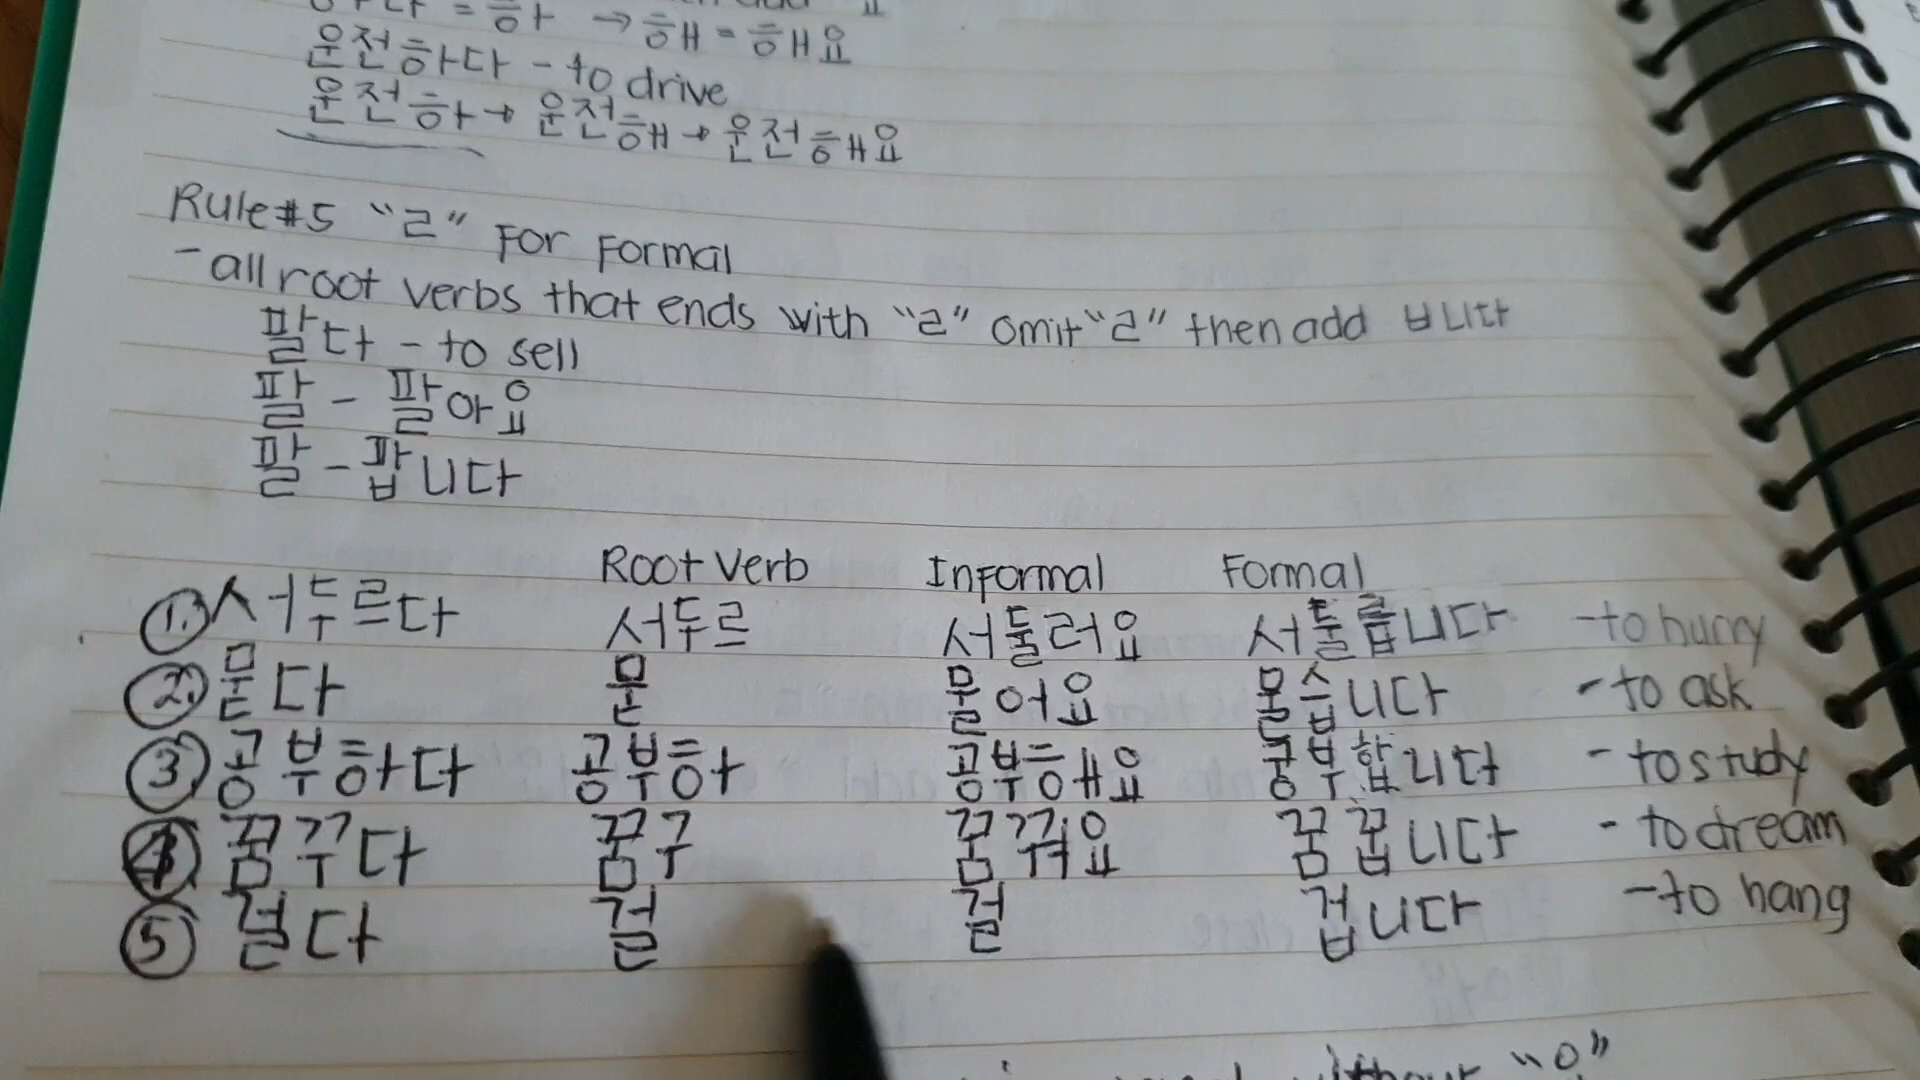 = 하 → 해 = 해요
운전하다 - to drive
운전하 → 운전해 → 운전해요
Rule #5 "ㄹ" For Formal
- all root verbs that ends with "ㄹ" omit "ㄹ" then add ㅂ니다
팔다 - to sell
팔 - 팔아요
팔 - 팝니다
Root Verb Informal Formal
1. 서두르다 서두르 서둘러요 서둘릅니다 - to hurry
2. 묻다 묻 물어요 물습니다 - to ask
3. 공부하다 공부하 공부해요 공부합니다 - to study
4 꿈꾸다 꿈구 꿈꿔요 꿈꿉니다 - to dream
5 걸다 걸 걸 겁니다 - to hang
without "ㅇ"